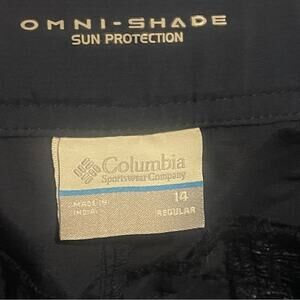 OMNI-SHADE
SUN PROTECTION
Columbia
Sportswear Company
14
MADE IN
INDIA
REGULAR